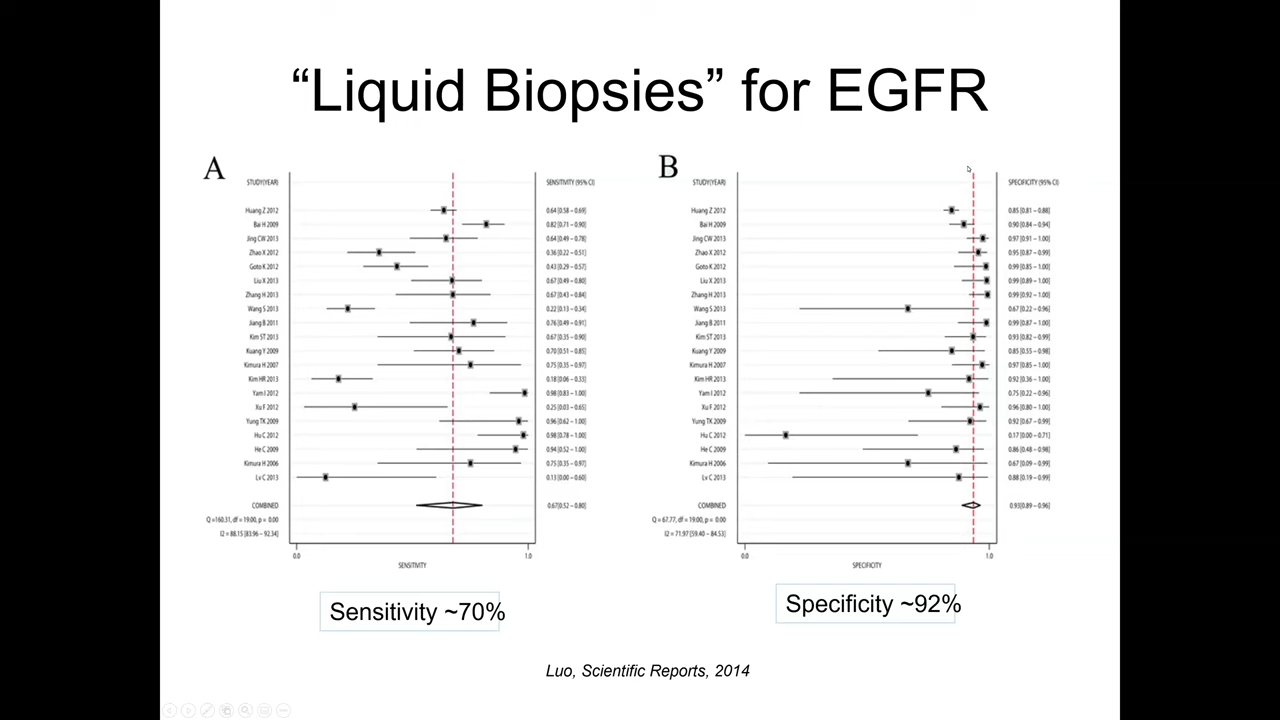 “Liquid Biopsies” for EGFR
A
STUDY(YEAR)
SENSITIVITY (95% CI)
Huang Z 2012 0.64 [0.58 – 0.69]
Bai H 2009 0.82 [0.71 – 0.90]
Jing CW 2013 0.64 [0.49 – 0.78]
Zhao X 2012 0.36 [0.22 – 0.51]
Goto K 2012 0.43 [0.29 – 0.57]
Liu X 2013 0.67 [0.49 – 0.80]
Zhang H 2013 0.67 [0.43 – 0.84]
Wang S 2013 0.22 [0.13 – 0.34]
Jiang B 2011 0.76 [0.49 – 0.91]
Kim ST 2013 0.67 [0.35 – 0.90]
Kuang Y 2009 0.70 [0.51 – 0.85]
Kimura H 2007 0.75 [0.35 – 0.97]
Kim HR 2013 0.18 [0.06 – 0.33]
Yam I 2012 0.98 [0.83 – 1.00]
Xu F 2012 0.25 [0.03 – 0.65]
Yung TK 2009 0.96 [0.62 – 1.00]
Hu C 2012 0.98 [0.78 – 1.00]
He C 2009 0.94 [0.52 – 1.00]
Kimura H 2006 0.75 [0.35 – 0.97]
Lv C 2013 0.13 [0.00 – 0.60]
COMBINED 0.67[0.52 – 0.80]
Q =160.31, df = 19.00, p = 0.00
I2 = 88.15 [83.96 – 92.34]
0.0 1.0
SENSITIVITY
Sensitivity ~70%
B
STUDY(YEAR)
SPECIFICITY (95% CI)
Huang Z 2012 0.85 [0.81 – 0.88]
Bai H 2009 0.90 [0.84 – 0.94]
Jing CW 2013 0.97 [0.91 – 1.00]
Zhao X 2012 0.95 [0.87 – 0.99]
Goto K 2012 0.99 [0.85 – 1.00]
Liu X 2013 0.99 [0.89 – 1.00]
Zhang H 2013 0.99 [0.92 – 1.00]
Wang S 2013 0.67 [0.22 – 0.96]
Jiang B 2011 0.99 [0.87 – 1.00]
Kim ST 2013 0.93 [0.82 – 0.99]
Kuang Y 2009 0.85 [0.55 – 0.98]
Kimura H 2007 0.97 [0.85 – 1.00]
Kim HR 2013 0.92 [0.36 – 1.00]
Yam I 2012 0.75 [0.22 – 0.96]
Xu F 2012 0.96 [0.80 – 1.00]
Yung TK 2009 0.92 [0.67 – 0.99]
Hu C 2012 0.17 [0.00 – 0.71]
He C 2009 0.86 [0.48 – 0.98]
Kimura H 2006 0.67 [0.09 – 0.99]
Lv C 2013 0.88 [0.19 – 0.99]
COMBINED 0.93[0.89 – 0.96]
Q = 67.77, df = 19.00, p = 0.00
I2 = 71.97 [59.40 – 84.53]
0.0 1.0
SPECIFICITY
Specificity ~92%
Luo, Scientific Reports, 2014